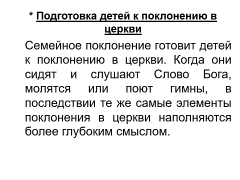 * Подготовка детей к поклонению в
церкви
Семейное поклонение готовит детей
к поклонению в церкви. Когда они
сидят и слушают Слово Бога,
молятся или поют гимны, в
последствии те же самые элементы
поклонения в церкви наполняются
более глубоким смыслом.